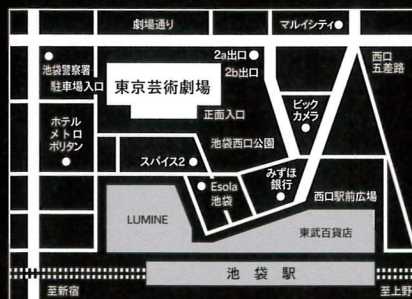 劇場通り
マルイシティ
2a出口
2b出口
西口
五差路
池袋警察署
駐車場入口
東京芸術劇場
正面入口
ビック
カメラ
ホテル
メトロ
ポリタン
池袋西口公園
スパイス2
Esola
池袋
みずほ
銀行
西口駅前広場
LUMINE
東武百貨店
池袋駅
至新宿
至上野